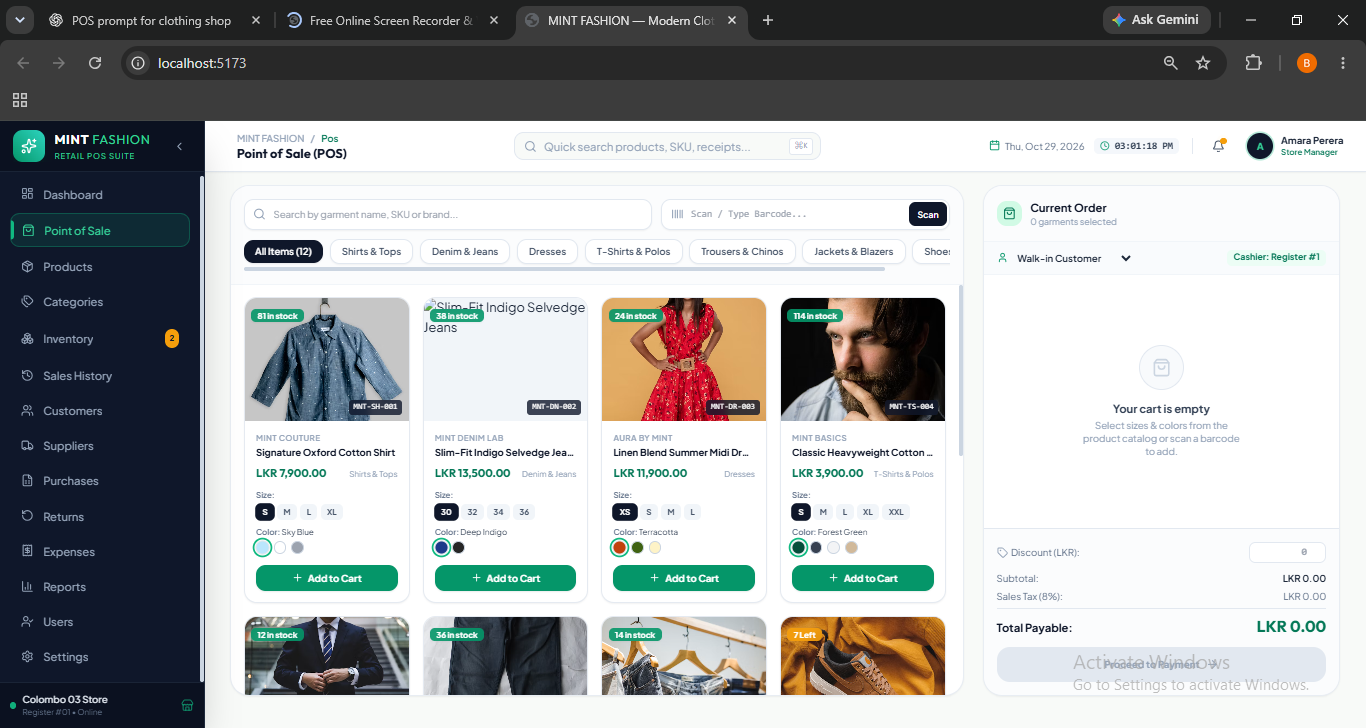 POS prompt for clothing shop
Free Online Screen Recorder &
MINT FASHION — Modern Clot
Ask Gemini
localhost:5173
B
MINT FASHION
RETAIL POS SUITE
Dashboard
Point of Sale
Products
Categories
Inventory
2
Sales History
Customers
Suppliers
Purchases
Returns
Expenses
Reports
Users
Settings
Colombo 03 Store
Register #01 • Online
MINT FASHION / Pos
Point of Sale (POS)
Quick search products, SKU, receipts...
⌘K
Thu, Oct 29, 2026
03:01:18 PM
A
Amara Perera
Store Manager
Search by garment name, SKU or brand...
Scan / Type Barcode...
Scan
All Items (12)
Shirts & Tops
Denim & Jeans
Dresses
T-Shirts & Polos
Trousers & Chinos
Jackets & Blazers
Shoes
81 in stock
MNT-SH-001
MINT COUTURE
Signature Oxford Cotton Shirt
LKR 7,900.00
Shirts & Tops
Size:
S M L XL
Color: Sky Blue
+ Add to Cart
Slim-Fit Indigo Selvedge
Jeans
38 in stock
MNT-DN-002
MINT DENIM LAB
Slim-Fit Indigo Selvedge Jea...
LKR 13,500.00
Denim & Jeans
Size:
30 32 34 36
Color: Deep Indigo
+ Add to Cart
24 in stock
MNT-DR-003
AURA BY MINT
Linen Blend Summer Midi Dr...
LKR 11,900.00
Dresses
Size:
XS S M L
Color: Terracotta
+ Add to Cart
114 in stock
MNT-TS-004
MINT BASICS
Classic Heavyweight Cotton ...
LKR 3,900.00
T-Shirts & Polos
Size:
S M L XL XXL
Color: Forest Green
+ Add to Cart
12 in stock
36 in stock
14 in stock
7 Left
Current Order
0 garments selected
Walk-in Customer
Cashier: Register #1
Your cart is empty
Select sizes & colors from the
product catalog or scan a barcode
to add.
Discount (LKR):
0
Subtotal:
LKR 0.00
Sales Tax (8%):
LKR 0.00
Total Payable:
LKR 0.00
Proceed to Payment →
Activate Windows
Go to Settings to activate Windows.